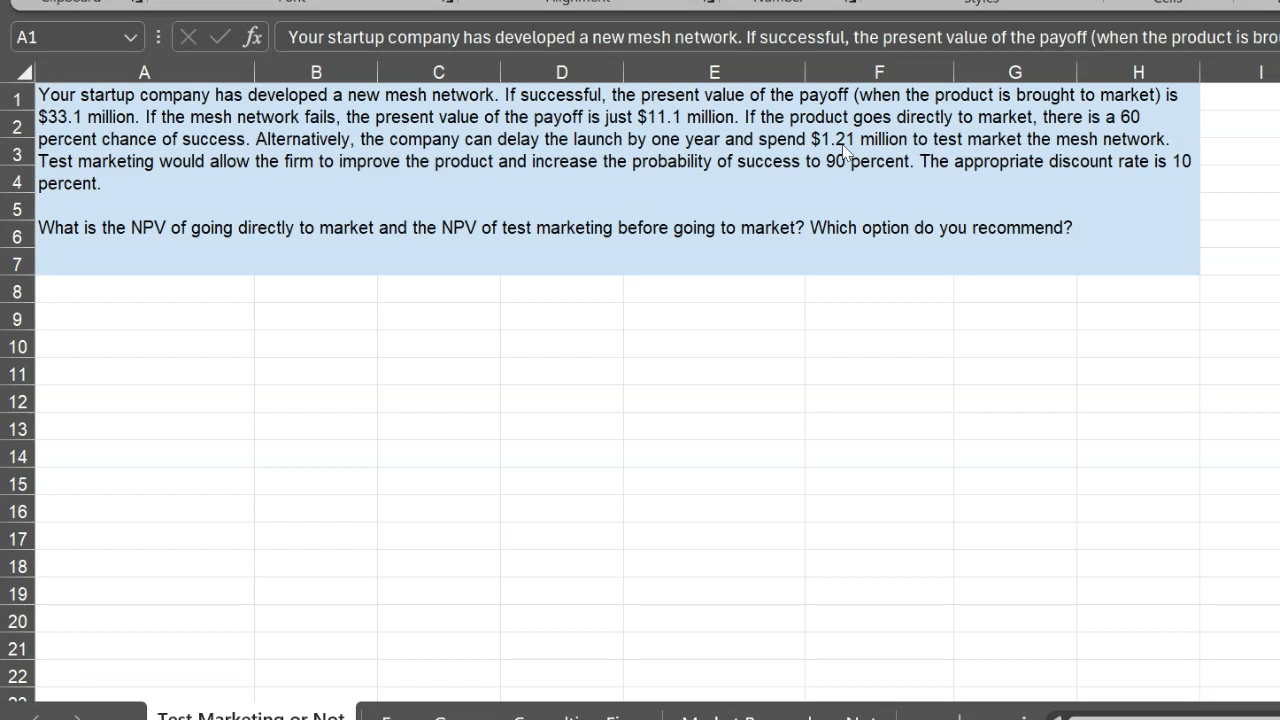 Clipboard Font Alignment Number Styles Cells
A1 fx Your startup company has developed a new mesh network. If successful, the present value of the payoff (when the product is
A B C D E F G H I
1 Your startup company has developed a new mesh network. If successful, the present value of the payoff (when the product is brought to market) is
$33.1 million. If the mesh network fails, the present value of the payoff is just $11.1 million. If the product goes directly to market, there is a 60
2
percent chance of success. Alternatively, the company can delay the launch by one year and spend $1.21 million to test market the mesh network.
3
Test marketing would allow the firm to improve the product and increase the probability of success to 90 percent. The appropriate discount rate is 10
4 percent.
5
6 What is the NPV of going directly to market and the NPV of test marketing before going to market? Which option do you recommend?
7
8
9
10
11
12
13
14
15
16
17
18
19
20
21
22
Test Marketing or Not